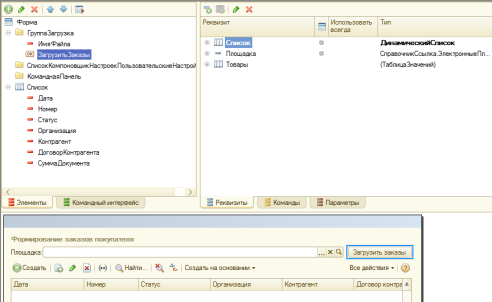 Форма
ГруппаЗагрузка
ИмяФайла
ЗагрузитьЗаказы
СписокКомпоновщикНастроекПользовательскиеНастрой
КоманднаяПанель
Список
Дата
Номер
Статус
Организация
Контрагент
ДоговорКонтрагента
СуммаДокумента
Элементы
Командный интерфейс
Реквизит
Использовать всегда
Тип
Список
ДинамическийСписок
Площадка
СправочникСсылка.ЭлектронныеПл...
Товары
(ТаблицаЗначений)
Реквизиты
Команды
Параметры
Формирование заказов покупателя
Площадка:
Загрузить заказы
Создать
Найти...
Создать на основании
Все действия
Дата
Номер
Статус
Организация
Контрагент
Договор контра